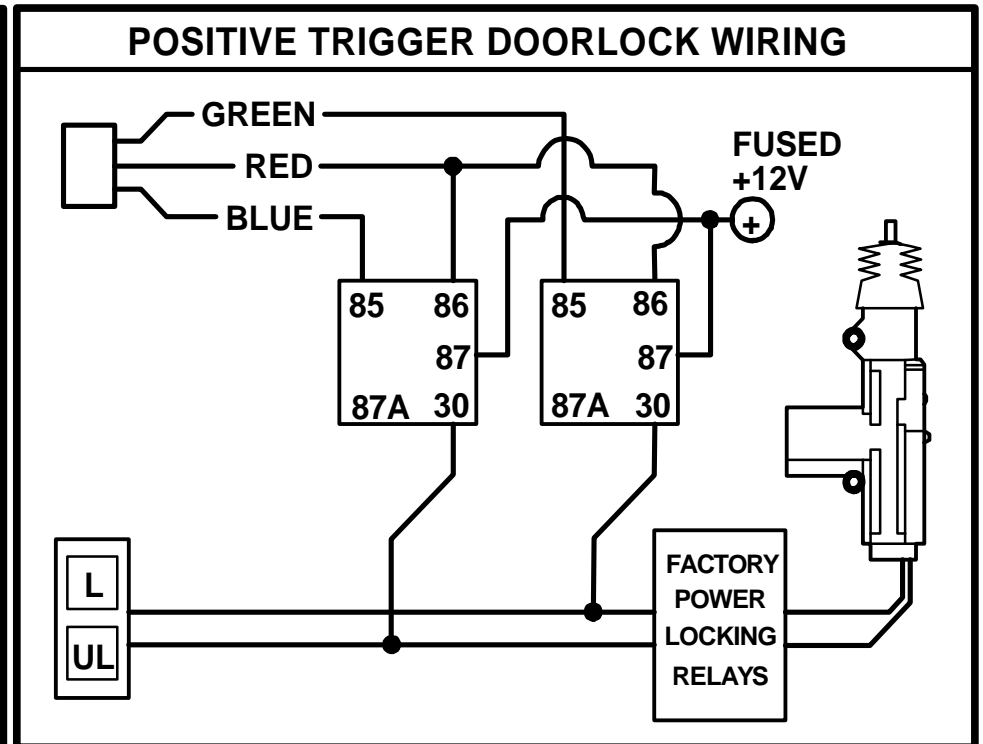 POSITIVE TRIGGER DOORLOCK WIRING
GREEN
RED
BLUE
FUSED
+12V
+
85 86
87
87A 30
85 86
87
87A 30
L
UL
FACTORY
POWER
LOCKING
RELAYS